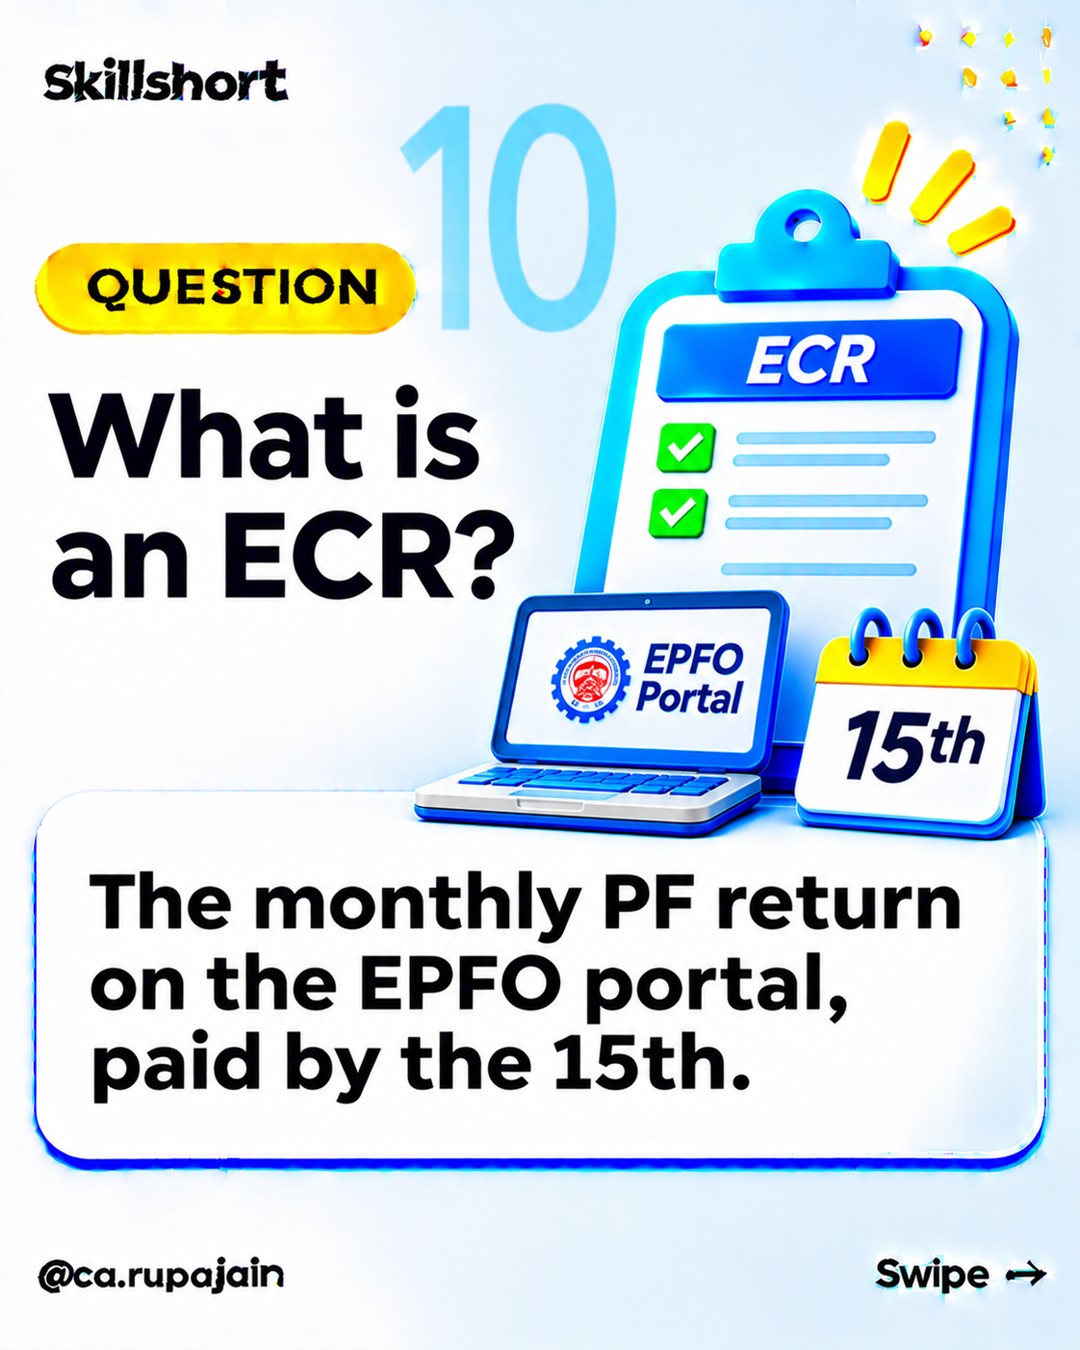 Skillshort
10
QUESTION
What is
an ECR?
ECR
EPFO
Portal
15th
The monthly PF return
on the EPFO portal,
paid by the 15th.
@ca.rupajain
Swipe →